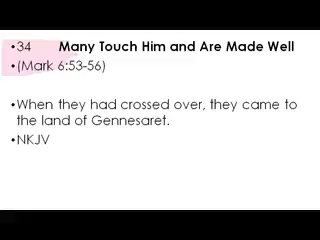 •34 Many Touch Him and Are Made Well
•(Mark 6:53-56)
•When they had crossed over, they came to
the land of Gennesaret.
•NKJV